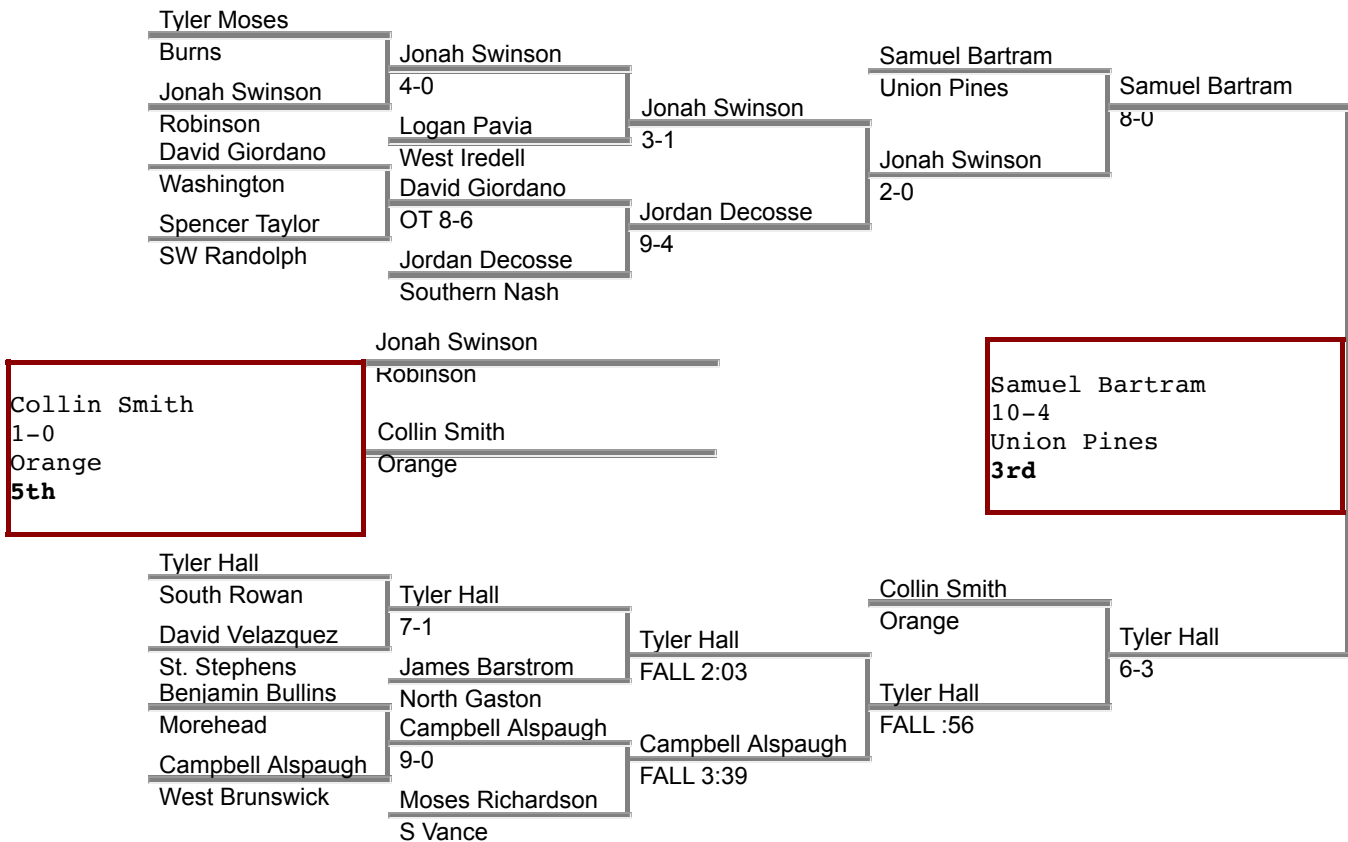 Tyler Moses
Burns
Jonah Swinson
Robinson
David Giordano
Washington
Spencer Taylor
SW Randolph
Jonah Swinson
4-0
Logan Pavia
West Iredell
David Giordano
OT 8-6
Jordan Decosse
Southern Nash
Jonah Swinson
3-1
Jordan Decosse
9-4
Samuel Bartram
Union Pines
Jonah Swinson
2-0
Samuel Bartram
8-0
Jonah Swinson
Robinson
Collin Smith
Orange
Collin Smith
1-0
Orange
5th
Samuel Bartram
10-4
Union Pines
3rd
Tyler Hall
South Rowan
David Velazquez
St. Stephens
Benjamin Bullins
Morehead
Campbell Alspaugh
West Brunswick
Tyler Hall
7-1
James Barstrom
North Gaston
Campbell Alspaugh
9-0
Moses Richardson
S Vance
Tyler Hall
FALL 2:03
Campbell Alspaugh
FALL 3:39
Collin Smith
Orange
Tyler Hall
FALL :56
Tyler Hall
6-3